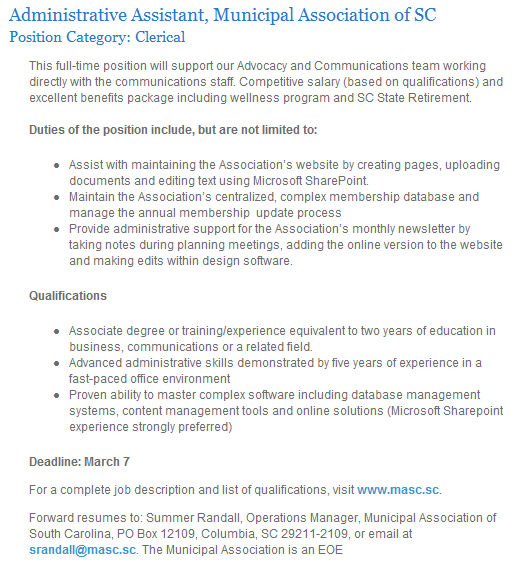 Administrative Assistant, Municipal Association of SC
Position Category: Clerical
This full-time position will support our Advocacy and Communications team working
directly with the communications staff. Competitive salary (based on qualifications) and
excellent benefits package including wellness program and SC State Retirement.
Duties of the position include, but are not limited to:
• Assist with maintaining the Association's website by creating pages, uploading
documents and editing text using Microsoft SharePoint.
• Maintain the Association's centralized, complex membership database and
manage the annual membership  update process
• Provide administrative support for the Association's monthly newsletter by
taking notes during planning meetings, adding the online version to the website
and making edits within design software.
Qualifications
• Associate degree or training/experience equivalent to two years of education in
business, communications or a related field.
• Advanced administrative skills demonstrated by five years of experience in a
fast-paced office environment
• Proven ability to master complex software including database management
systems, content management tools and online solutions (Microsoft Sharepoint
experience strongly preferred)
Deadline: March 7
For a complete job description and list of qualifications, visit www.masc.sc.
Forward resumes to: Summer Randall, Operations Manager, Municipal Association of
South Carolina, PO Box 12109, Columbia, SC 29211-2109, or email at
srandall@masc.sc. The Municipal Association is an EOE